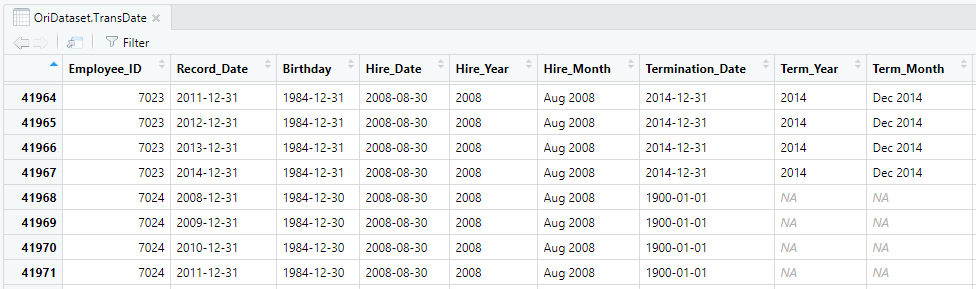 OriDataset.TransDate
Filter
Employee_ID Record_Date Birthday Hire_Date Hire_Year Hire_Month Termination_Date Term_Year Term_Month
41964 7023 2011-12-31 1984-12-31 2008-08-30 2008 Aug 2008 2014-12-31 2014 Dec 2014
41965 7023 2012-12-31 1984-12-31 2008-08-30 2008 Aug 2008 2014-12-31 2014 Dec 2014
41966 7023 2013-12-31 1984-12-31 2008-08-30 2008 Aug 2008 2014-12-31 2014 Dec 2014
41967 7023 2014-12-31 1984-12-31 2008-08-30 2008 Aug 2008 2014-12-31 2014 Dec 2014
41968 7024 2008-12-31 1984-12-30 2008-08-30 2008 Aug 2008 1900-01-01 NA NA
41969 7024 2009-12-31 1984-12-30 2008-08-30 2008 Aug 2008 1900-01-01 NA NA
41970 7024 2010-12-31 1984-12-30 2008-08-30 2008 Aug 2008 1900-01-01 NA NA
41971 7024 2011-12-31 1984-12-30 2008-08-30 2008 Aug 2008 1900-01-01 NA NA